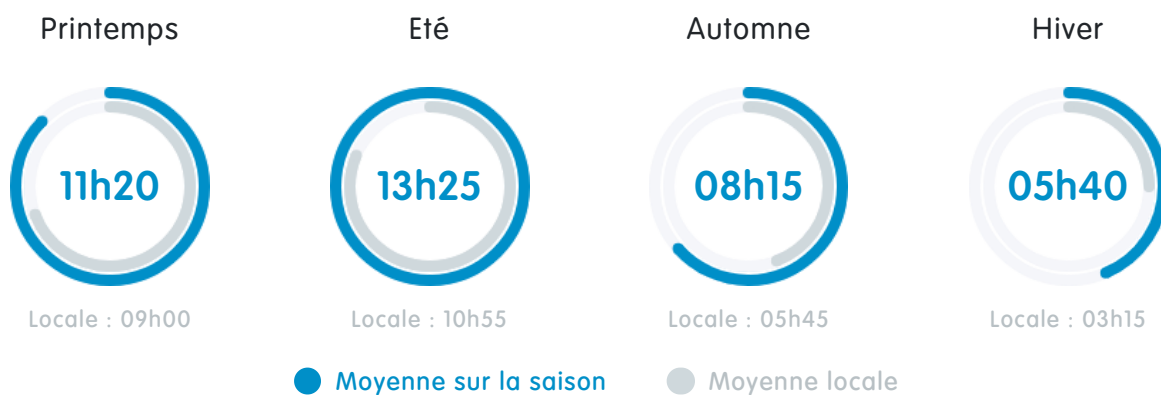 Printemps
Eté
Automne
Hiver
11h20
13h25
08h15
05h40
Locale : 09h00
Locale : 10h55
Locale : 05h45
Locale : 03h15
Moyenne sur la saison
Moyenne locale